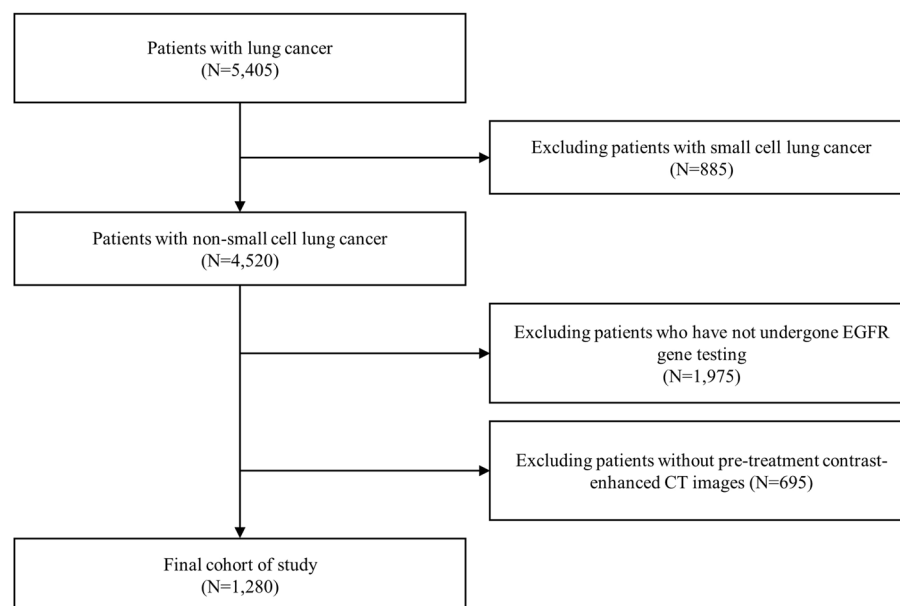 Patients with lung cancer
(N=5,405)
Excluding patients with small cell lung cancer
(N=885)
Patients with non-small cell lung cancer
(N=4,520)
Excluding patients who have not undergone EGFR
gene testing
(N=1,975)
Excluding patients without pre-treatment contrast-
enhanced CT images (N=695)
Final cohort of study
(N=1,280)